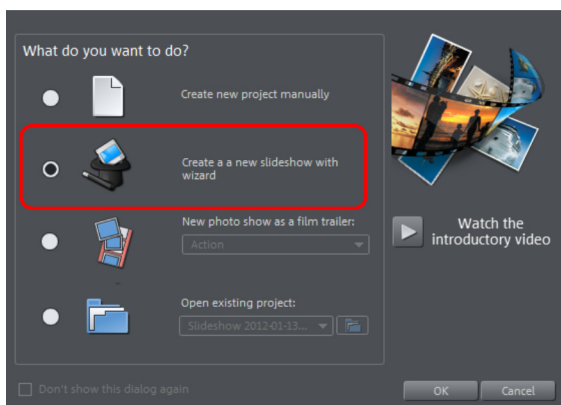 What do you want to do?
Create new project manually
Create a a new slideshow with
wizard
New photo show as a film trailer:
Action
Watch the
introductory video
Open existing project:
Slideshow 2012-01-13...
Don't show this dialog again
OK
Cancel